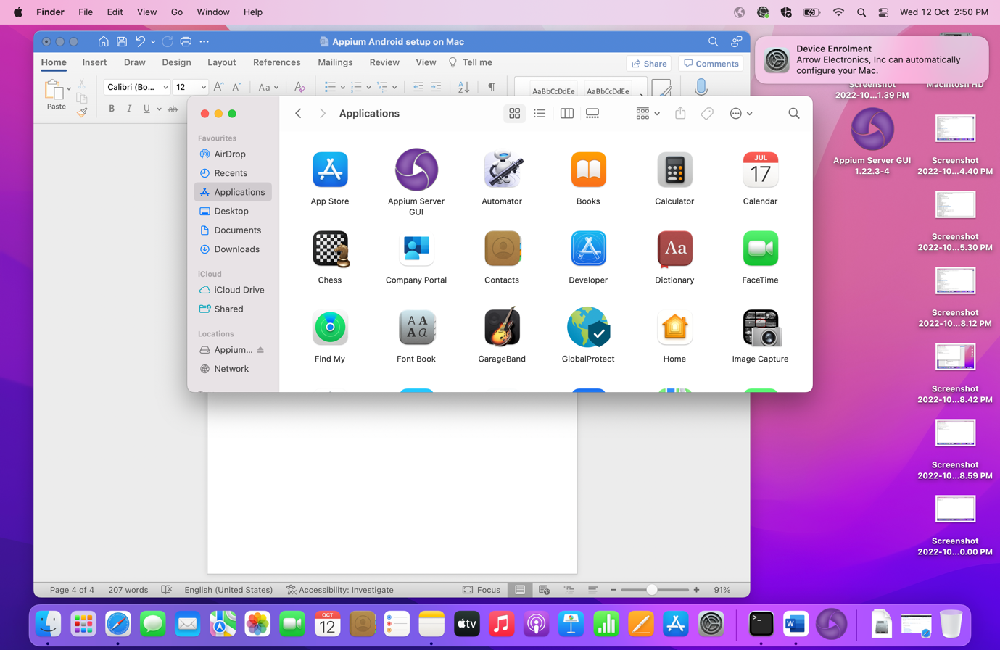 Finder File Edit View Go Window Help
Wed 12 Oct 2:50 PM
Appium Android setup on Mac
Home Insert Draw Design Layout References Mailings Review View Tell me
Share Comments
Paste
Calibri (Bo... 12 Aa
B I U ab
AaBbCcDdEe AaBbCcDdEe
Device Enrolment
Arrow Electronics, Inc can automatically
configure your Mac.
Applications
Favourites
AirDrop
Recents
Applications
Desktop
Documents
Downloads
iCloud
iCloud Drive
Shared
Locations
Appium...
Network
App Store
Appium Server
GUI
Automator
Books
Calculator
JUL
17
Calendar
Chess
Company Portal
Contacts
Developer
Aa
Dictionary
FaceTime
Find My
A A
A a
Font Book
GarageBand
GlobalProtect
Home
Image Capture
Screenshot
2022-10...1.39 PM
Macintosh HD
Appium Server GUI
1.22.3-4
Screenshot
2022-10...4.40 PM
Screenshot
2022-10...5.30 PM
Screenshot
2022-10...8.12 PM
Screenshot
2022-10...8.42 PM
Screenshot
2022-10...8.59 PM
Screenshot
2022-10...0.00 PM
Page 4 of 4 207 words English (United States) Accessibility: Investigate Focus 91%
OCT
12
tv
W